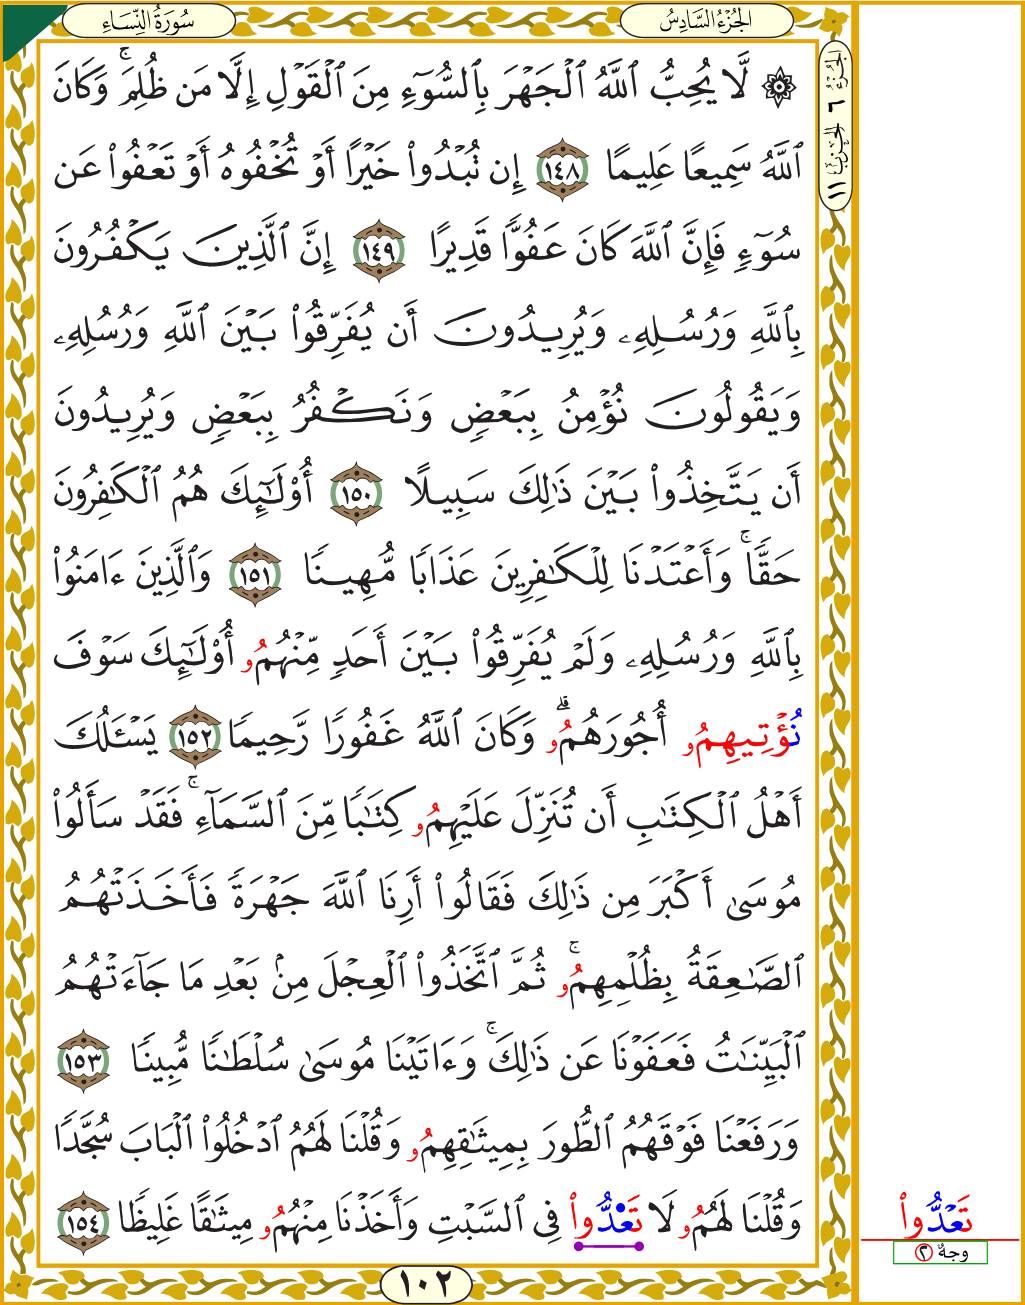 سُورَةُ النِّسَاءِ
الجُزْءُ السَّادِسُ
۞ لَّا يُحِبُّ ٱللَّهُ ٱلْجَهْرَ بِٱلسُّوٓءِ مِنَ ٱلْقَوْلِ إِلَّا مَن ظُلِمَ ۚ وَكَانَ
ٱللَّهُ سَمِيعًا عَلِيمًا ١٤٨ إِن تُبْدُوا۟ خَيْرًا أَوْ تُخْفُوهُ أَوْ تَعْفُوا۟ عَن
سُوٓءٍ فَإِنَّ ٱللَّهَ كَانَ عَفُوًّا قَدِيرًا ١٤٩ إِنَّ ٱلَّذِينَ يَكْفُرُونَ
بِٱللَّهِ وَرُسُلِهِۦ وَيُرِيدُونَ أَن يُفَرِّقُوا۟ بَيْنَ ٱللَّهِ وَرُسُلِهِۦ
وَيَقُولُونَ نُؤْمِنُ بِبَعْضٍ وَنَكْفُرُ بِبَعْضٍ وَيُرِيدُونَ
أَن يَتَّخِذُوا۟ بَيْنَ ذَٰلِكَ سَبِيلًا ١٥٠ أُو۟لَٰٓئِكَ هُمُ ٱلْكَٰفِرُونَ
حَقًّا ۚ وَأَعْتَدْنَا لِلْكَٰفِرِينَ عَذَابًا مُّهِينًا ١٥١ وَٱلَّذِينَ ءَامَنُوا۟
بِٱللَّهِ وَرُسُلِهِۦ وَلَمْ يُفَرِّقُوا۟ بَيْنَ أَحَدٍ مِّنْهُمُۥ أُو۟لَٰٓئِكَ سَوْفَ
نُؤْتِيهِمُۥ أُجُورَهُمُۥ ۗ وَكَانَ ٱللَّهُ غَفُورًا رَّحِيمًا ١٥٢ يَسْـَٔلُكَ
أَهْلُ ٱلْكِتَٰبِ أَن تُنَزِّلَ عَلَيْهِمُۥ كِتَٰبًا مِّنَ ٱلسَّمَآءِ ۚ فَقَدْ سَأَلُوا۟
مُوسَىٰ أَكْبَرَ مِن ذَٰلِكَ فَقَالُوٓا۟ أَرِنَا ٱللَّهَ جَهْرَةً فَأَخَذَتْهُمُ
ٱلصَّٰعِقَةُ بِظُلْمِهِمُۥ ۚ ثُمَّ ٱتَّخَذُوا۟ ٱلْعِجْلَ مِنۢ بَعْدِ مَا جَآءَتْهُمُ
ٱلْبَيِّنَٰتُ فَعَفَوْنَا عَن ذَٰلِكَ ۚ وَءَاتَيْنَا مُوسَىٰ سُلْطَٰنًا مُّبِينًا ١٥٣
وَرَفَعْنَا فَوْقَهُمُ ٱلطُّورَ بِمِيثَٰقِهِمُۥ وَقُلْنَا لَهُمُ ٱدْخُلُوا۟ ٱلْبَابَ سُجَّدًا
وَقُلْنَا لَهُمُۥ لَا تَعْدُّوا۟ فِى ٱلسَّبْتِ وَأَخَذْنَا مِنْهُمُۥ مِيثَٰقًا غَلِيظًا ١٥٤
١٠٢
الجُزْءُ ٦ الحِزْبُ ١١
تَعْدُّوا۟
وجهٌ ٢